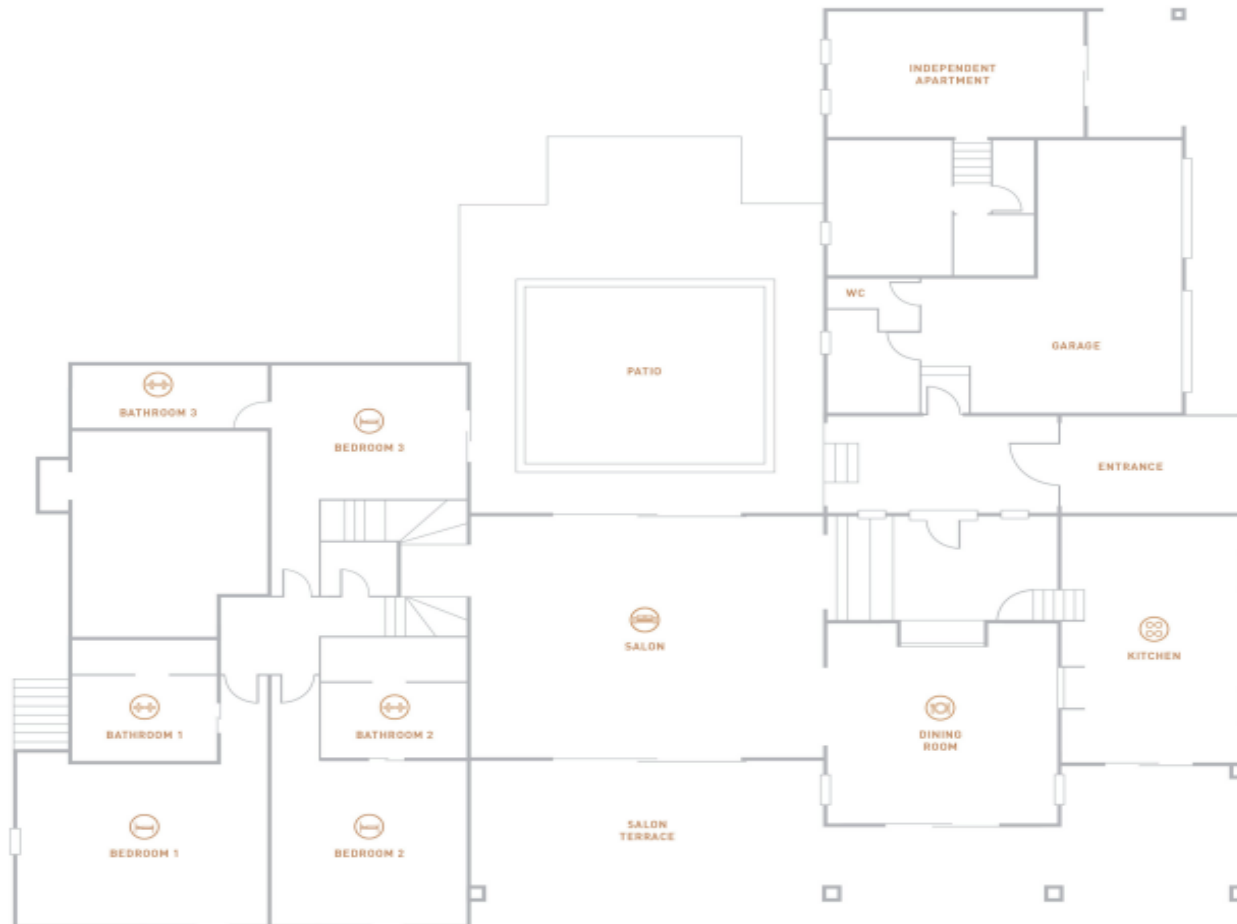 INDEPENDENT
APARTMENT
WC
GARAGE
PATIO
BATHROOM 3
BEDROOM 3
ENTRANCE
SALON
KITCHEN
BATHROOM 1
BATHROOM 2
DINING
ROOM
SALON
TERRACE
BEDROOM 1
BEDROOM 2